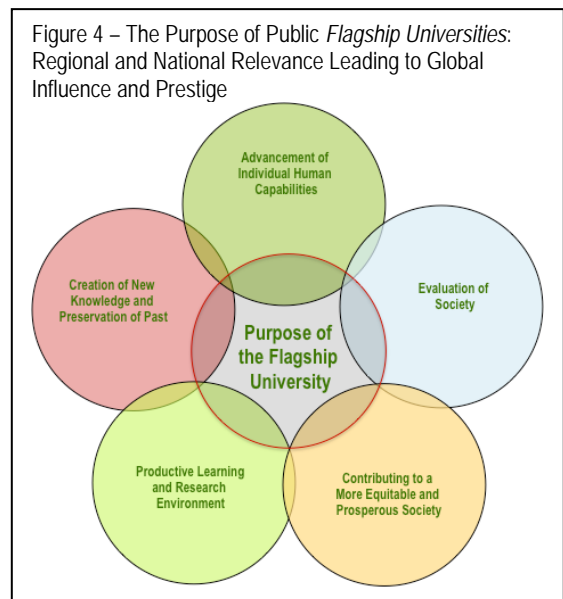 Figure 4 – The Purpose of Public Flagship Universities:
Regional and National Relevance Leading to Global
Influence and Prestige
Advancement of
Individual Human
Capabilities
Creation of New
Knowledge and
Preservation of Past
Evaluation of
Society
Purpose of
the Flagship
University
Productive Learning
and Research
Environment
Contributing to a
More Equitable and
Prosperous Society